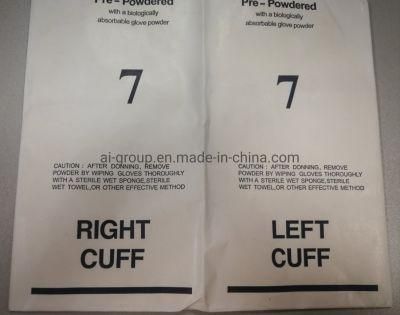 Pre-Powdered
with a biologically
absorbable glove powder
7
CAUTION : AFTER DONNING, REMOVE
POWDER BY WIPING GLOVES THOROUGHLY
WITH A STERILE WET SPONGE,STERILE
WET TOWEL,OR OTHER EFFECTIVE METHOD
RIGHT
CUFF
Pre-Powdered
with a biologically
absorbable glove powder
7
CAUTION : AFTER DONNING, REMOVE
POWDER BY WIPING GLOVES THOROUGHLY
WITH A STERILE WET SPONGE,STERILE
WET TOWEL,OR OTHER EFFECTIVE METHOD
LEFT
CUFF
ai-group.en.made-in-china.com